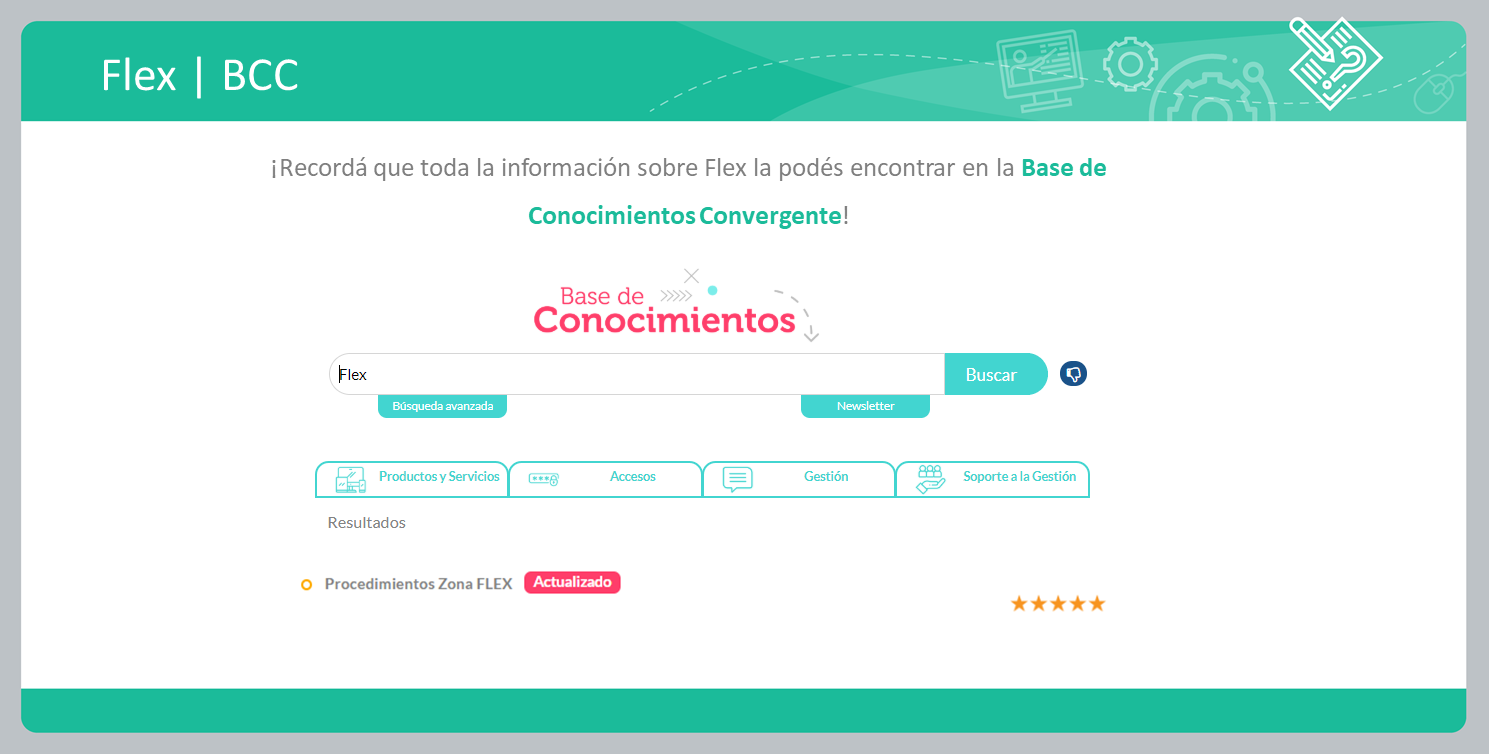 Flex | BCC
¡Recordá que toda la información sobre Flex la podés encontrar en la Base de
Conocimientos Convergente!
Base de
Conocimientos
Flex
Buscar
Búsqueda avanzada
Newsletter
Productos y Servicios
Accesos
Gestión
Soporte a la Gestión
Resultados
Procedimientos Zona FLEX Actualizado